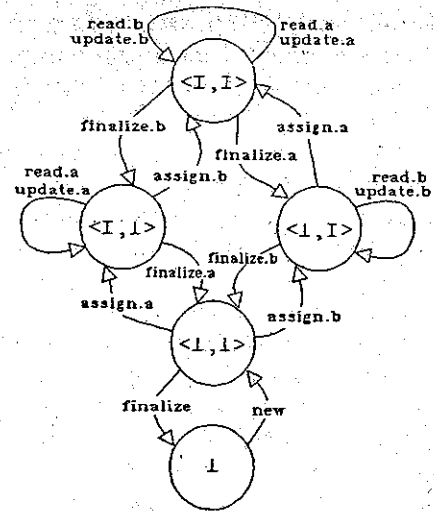 read.b
update.b
read.a
update.a
<I,I>
finalize.b
assign.a
finalize.a
assign.b
read.a
update.a
read.b
update.b
<I,⊥>
<⊥,I>
finalize.a
finalize.b
assign.a
assign.b
<⊥,⊥>
finalize
new
⊥